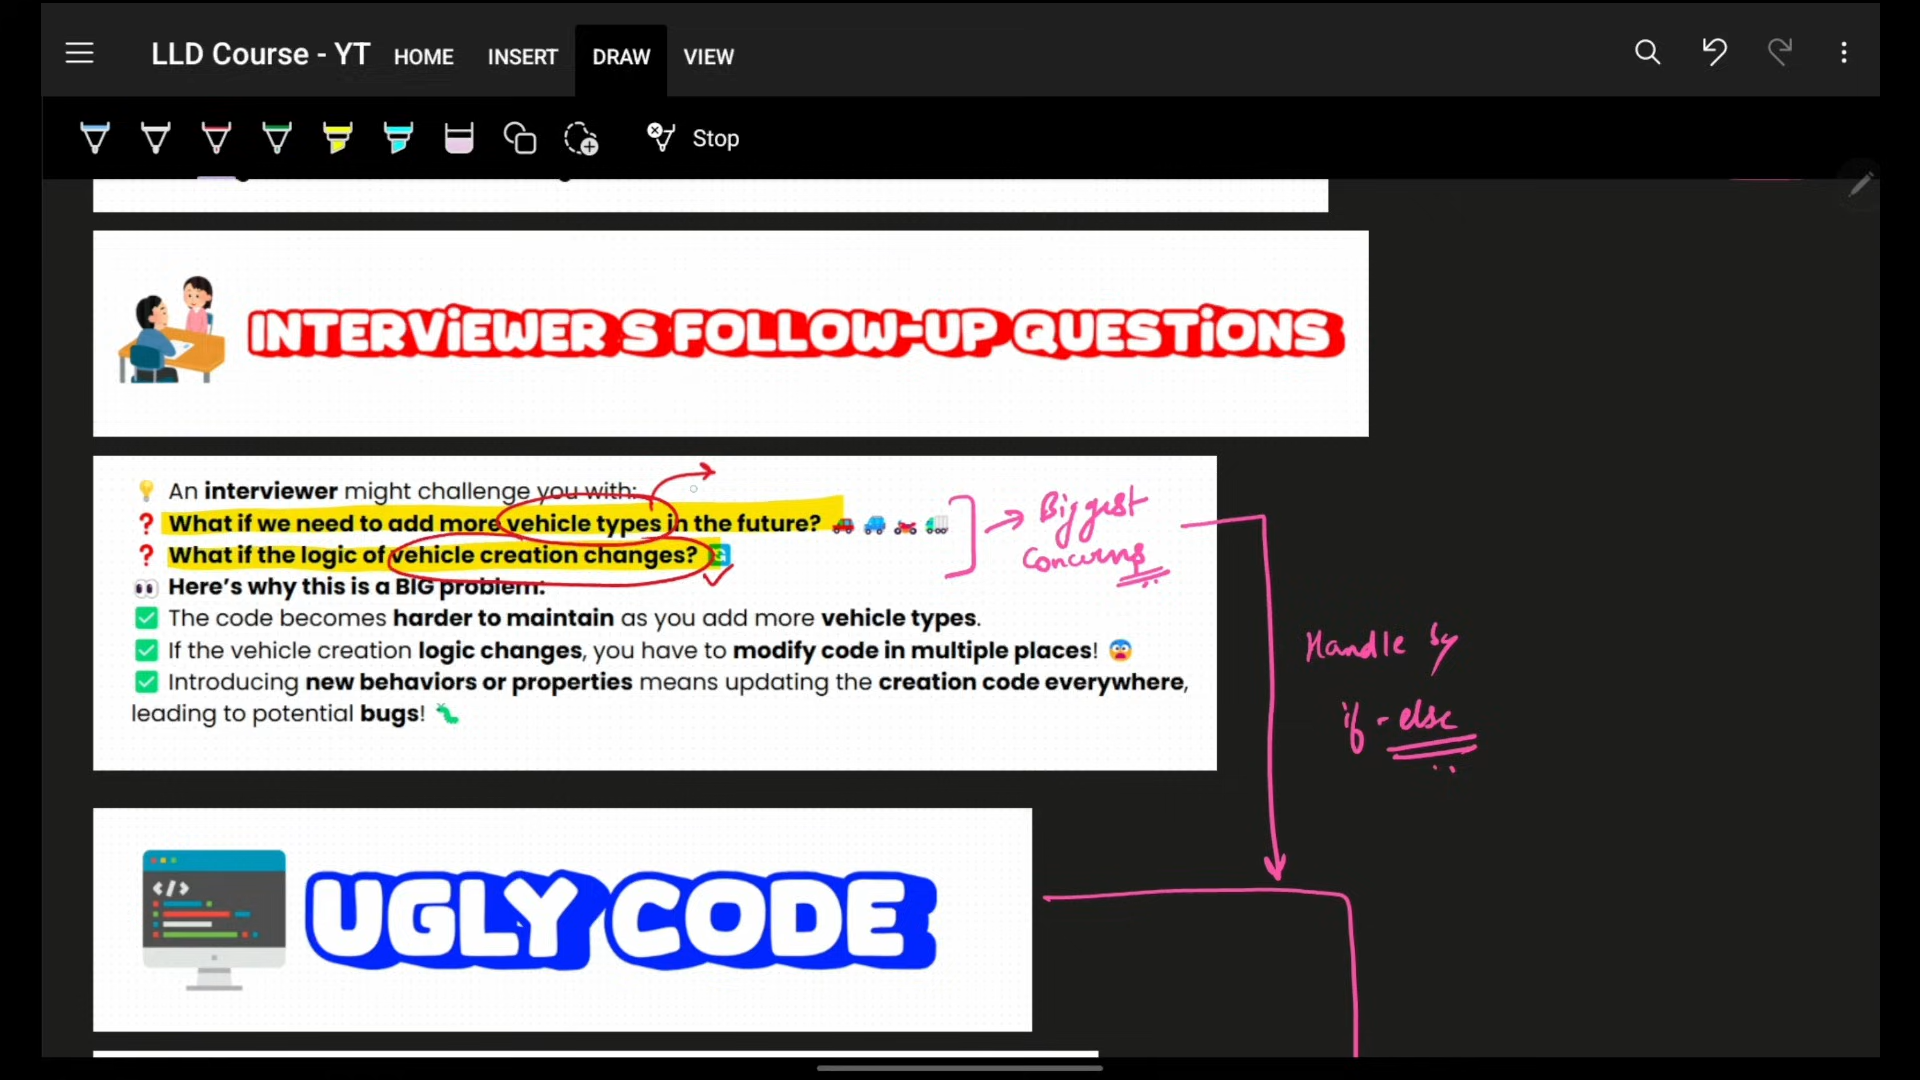 LLD Course - YT HOME INSERT DRAW VIEW
Stop
INTERVIEWER S FOLLOW-UP QUESTIONS
💡 An interviewer might challenge you with:
❓ What if we need to add more vehicle types in the future? 🚗 🚙 🏍️ 🚚
❓ What if the logic of vehicle creation changes? 🔄
👀 Here's why this is a BIG problem:
✅ The code becomes harder to maintain as you add more vehicle types.
✅ If the vehicle creation logic changes, you have to modify code in multiple places! 😨
✅ Introducing new behaviors or properties means updating the creation code everywhere,
leading to potential bugs! 🐛
Biggest
Concerns
Handle by
if - else
</>
UGLY CODE